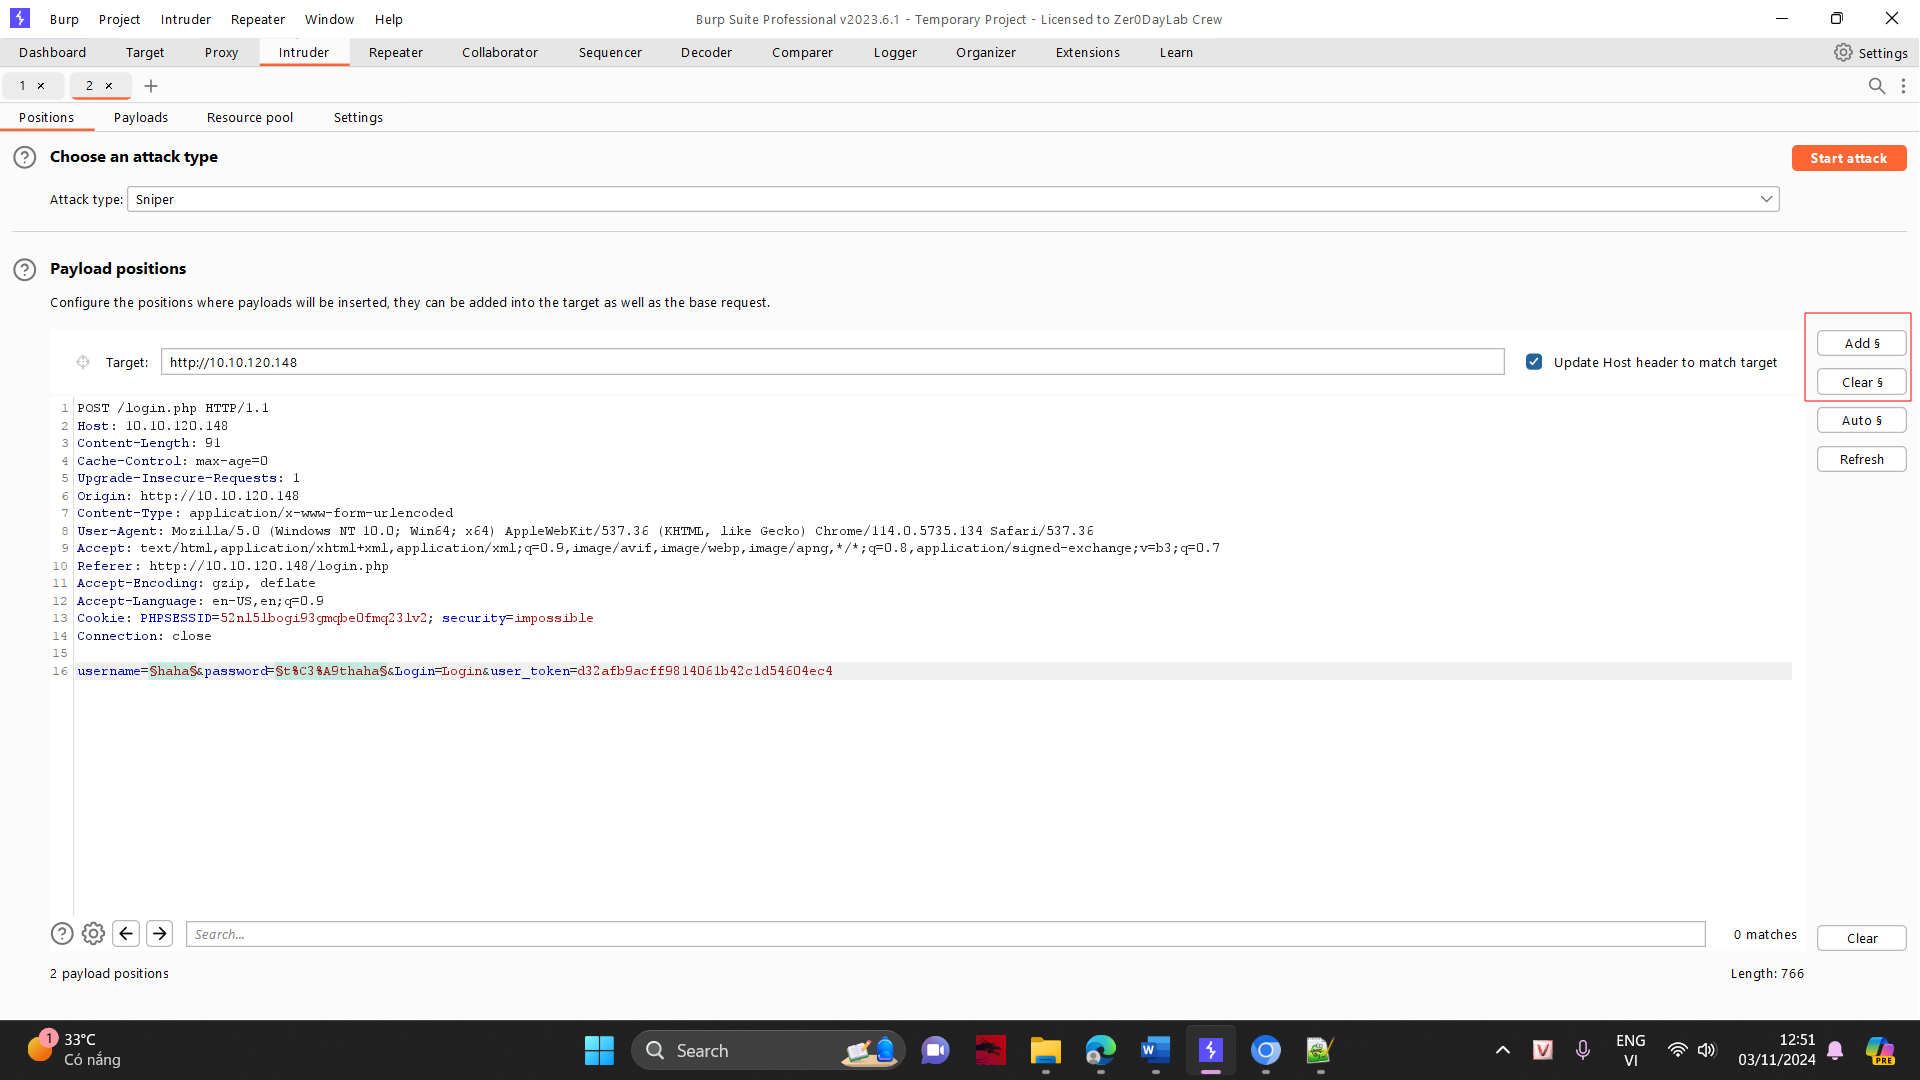 Burp Project Intruder Repeater Window Help
Burp Suite Professional v2023.6.1 - Temporary Project - Licensed to Zer0DayLab Crew
Dashboard Target Proxy Intruder Repeater Collaborator Sequencer Decoder Comparer Logger Organizer Extensions Learn
Settings
1 × 2 × +
Positions Payloads Resource pool Settings
Choose an attack type
Start attack
Attack type: Sniper
Payload positions
Configure the positions where payloads will be inserted, they can be added into the target as well as the base request.
Target: http://10.10.120.148
Update Host header to match target
Add §
Clear §
Auto §
Refresh
1 POST /login.php HTTP/1.1
2 Host: 10.10.120.148
3 Content-Length: 91
4 Cache-Control: max-age=0
5 Upgrade-Insecure-Requests: 1
6 Origin: http://10.10.120.148
7 Content-Type: application/x-www-form-urlencoded
8 User-Agent: Mozilla/5.0 (Windows NT 10.0; Win64; x64) AppleWebKit/537.36 (KHTML, like Gecko) Chrome/114.0.5735.134 Safari/537.36
9 Accept: text/html,application/xhtml+xml,application/xml;q=0.9,image/avif,image/webp,image/apng,*/*;q=0.8,application/signed-exchange;v=b3;q=0.7
10 Referer: http://10.10.120.148/login.php
11 Accept-Encoding: gzip, deflate
12 Accept-Language: en-US,en;q=0.9
13 Cookie: PHPSESSID=52nl5lbogi93gmqbe0fmq23lv2; security=impossible
14 Connection: close
15
16 username=§haha§&password=§t%C3%A9thaha§&Login=Login&user_token=d32afb9acff9814061b42c1d54604ec4
Search...
0 matches
Clear
2 payload positions
Length: 766
1
33°C
Có nắng
Search
ENG
VI
12:51
03/11/2024
PRE